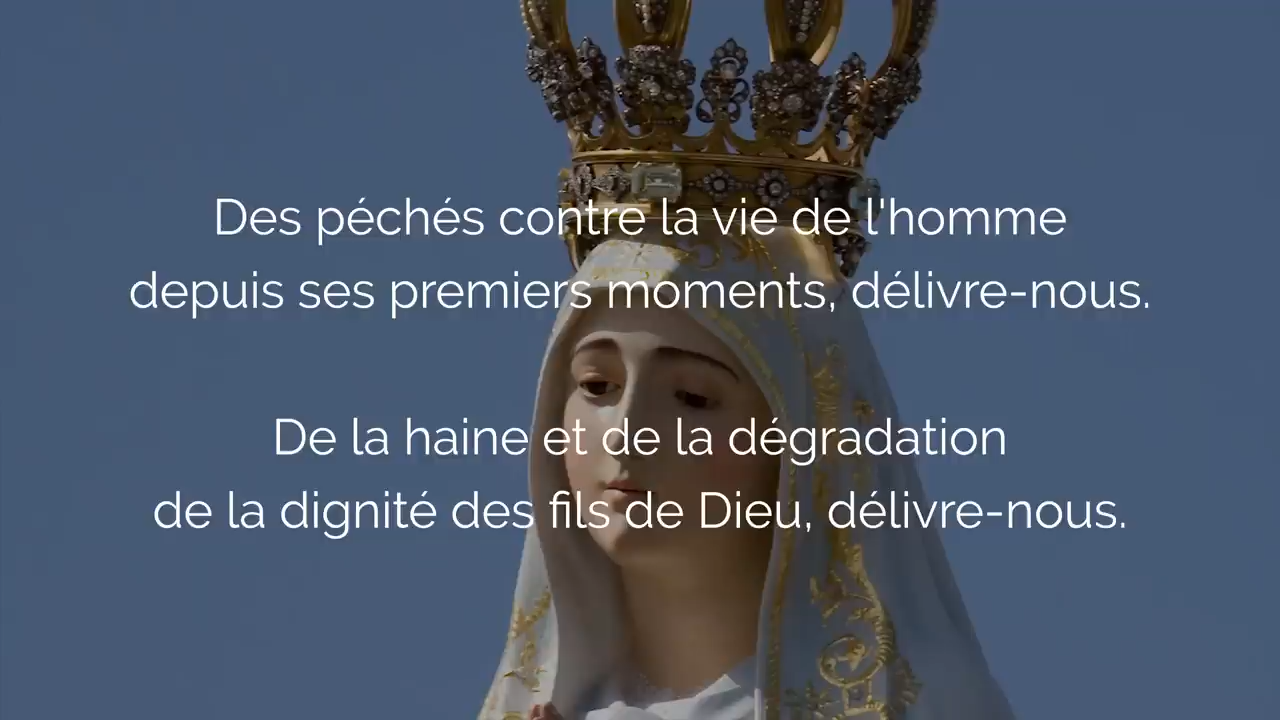 Des péchés contre la vie de l'homme
depuis ses premiers moments, délivre-nous.
De la haine et de la dégradation
de la dignité des fils de Dieu, délivre-nous.